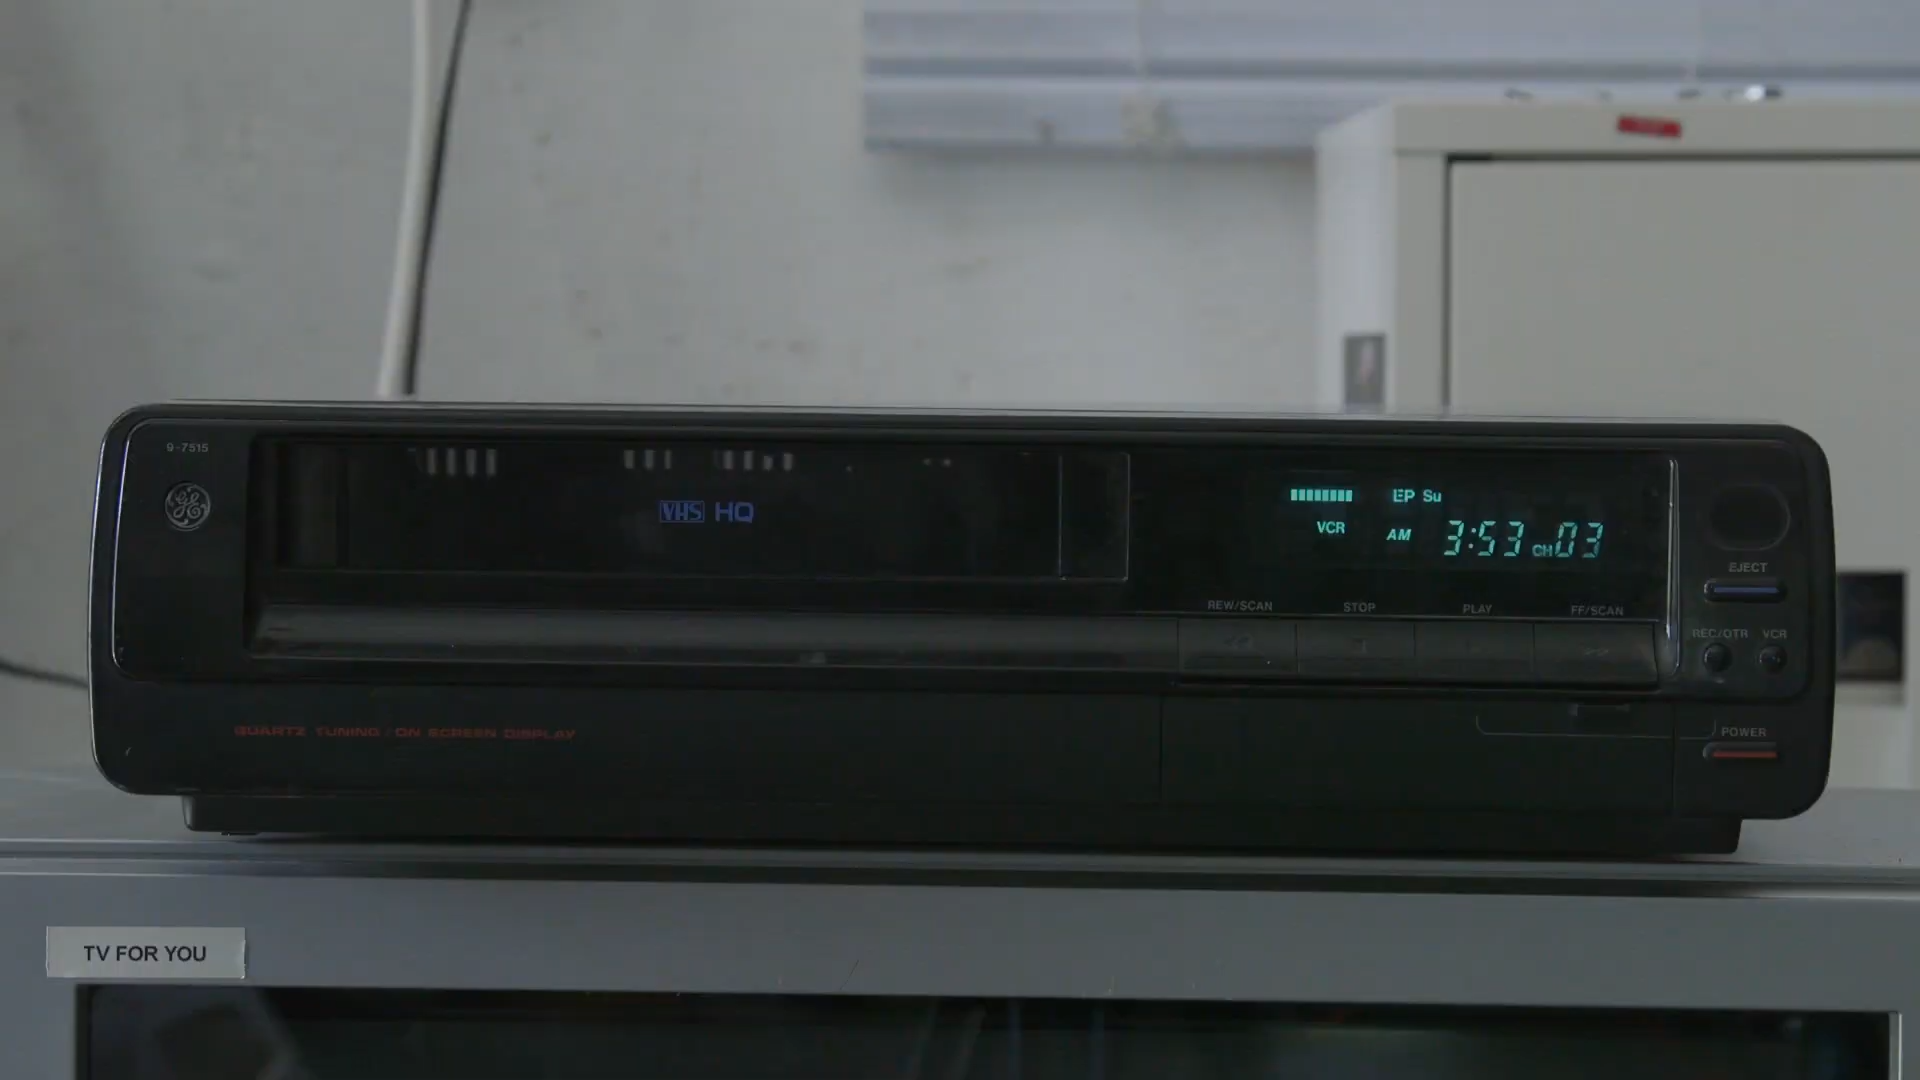 9-7515
GE
VHS HQ
EP Su
VCR AM 3:53 CH 03
EJECT
REW/SCAN STOP PLAY FF/SCAN
REC/OTR VCR
QUARTZ TUNING / ON SCREEN DISPLAY
POWER
TV FOR YOU